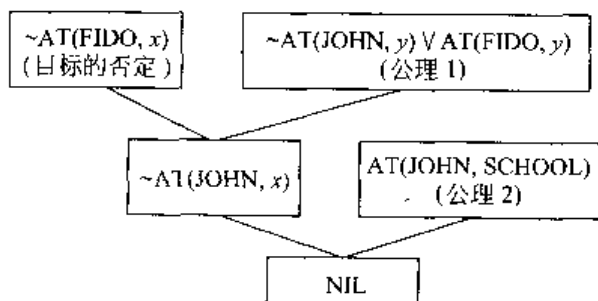 ~AT(FIDO, x)
(目标的否定)
~AT(JOHN, y) ∨ AT(FIDO, y)
(公理 1)
~AT(JOHN, x)
AT(JOHN, SCHOOL)
(公理 2)
NIL